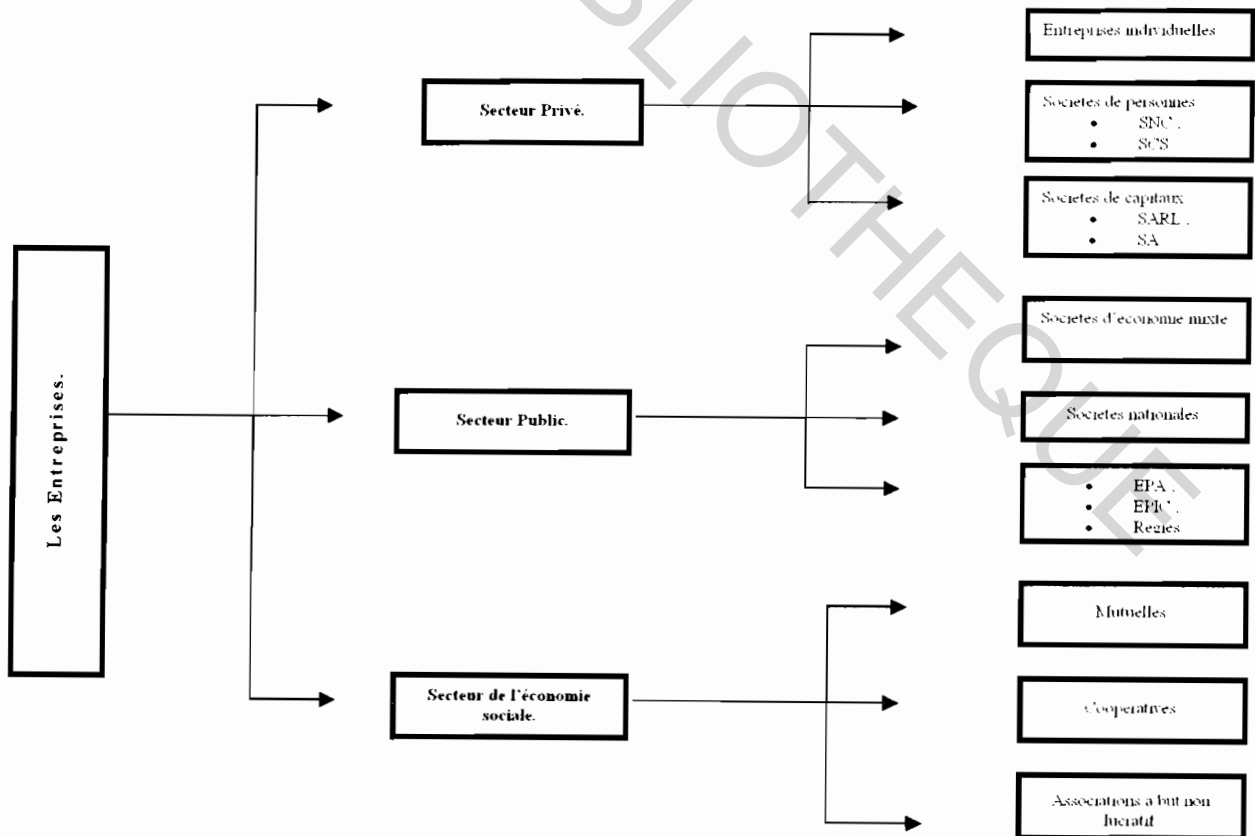 Les Entreprises.
Secteur Privé.
Entreprises individuelles
Societes de personnes
• SNC .
• SCS
Societes de capitaux
• SARL .
• SA
Secteur Public.
Societes d'economie mixte
Societes nationales
• EPA .
• EPIC .
• Regies
Secteur de l'économie
sociale.
Mutuelles
Cooperatives
Associations a but non
lucratif
BLIOTHEQUE